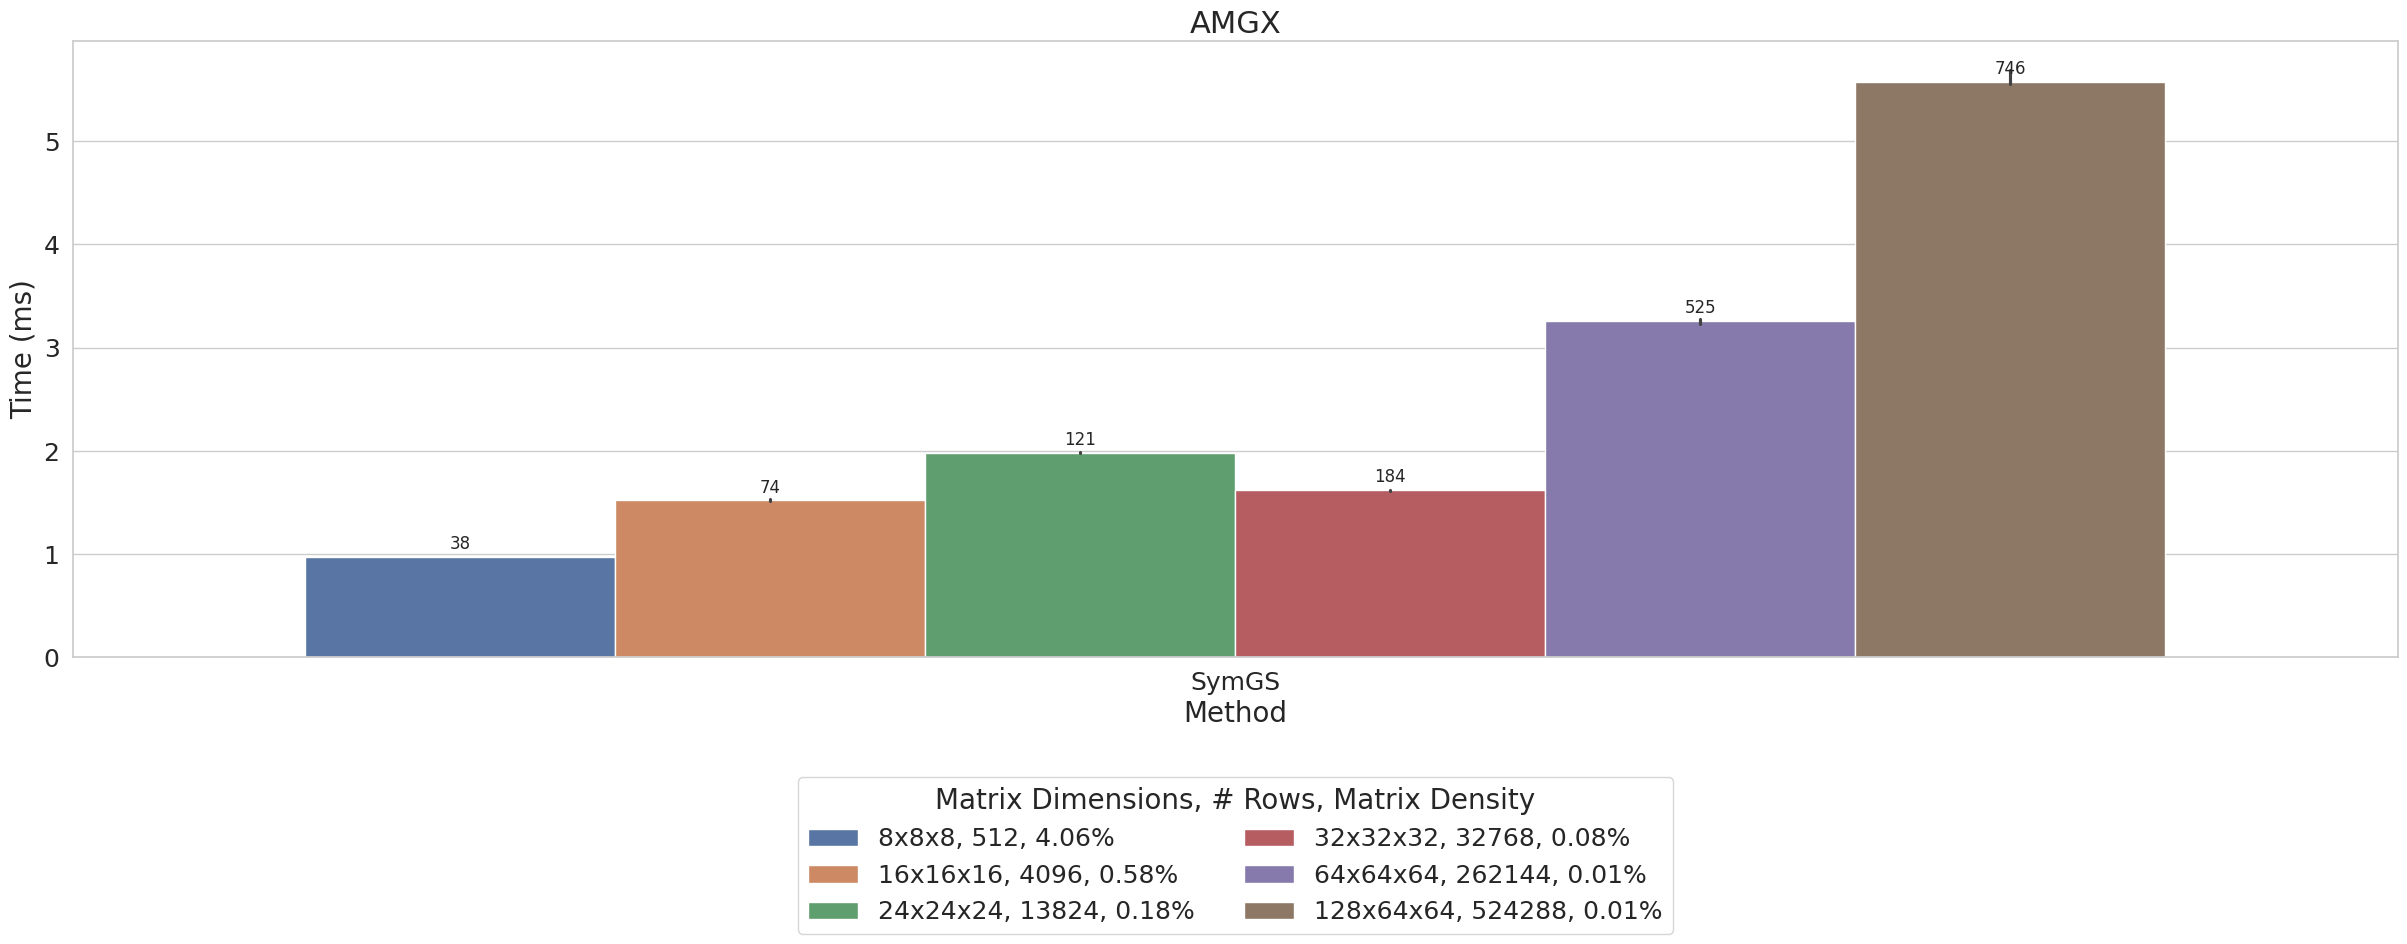 AMGX
746
5
4
525
3
Time (ms)
2
121
184
74
1
38
0
SymGS
Method
Matrix Dimensions, # Rows, Matrix Density
8x8x8, 512, 4.06%
16x16x16, 4096, 0.58%
24x24x24, 13824, 0.18%
32x32x32, 32768, 0.08%
64x64x64, 262144, 0.01%
128x64x64, 524288, 0.01%